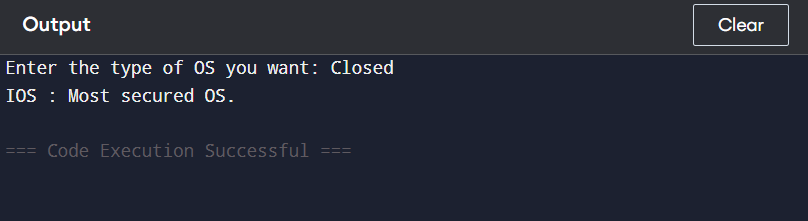 Output
Clear
Enter the type of OS you want: Closed
IOS : Most secured OS.
=== Code Execution Successful ===